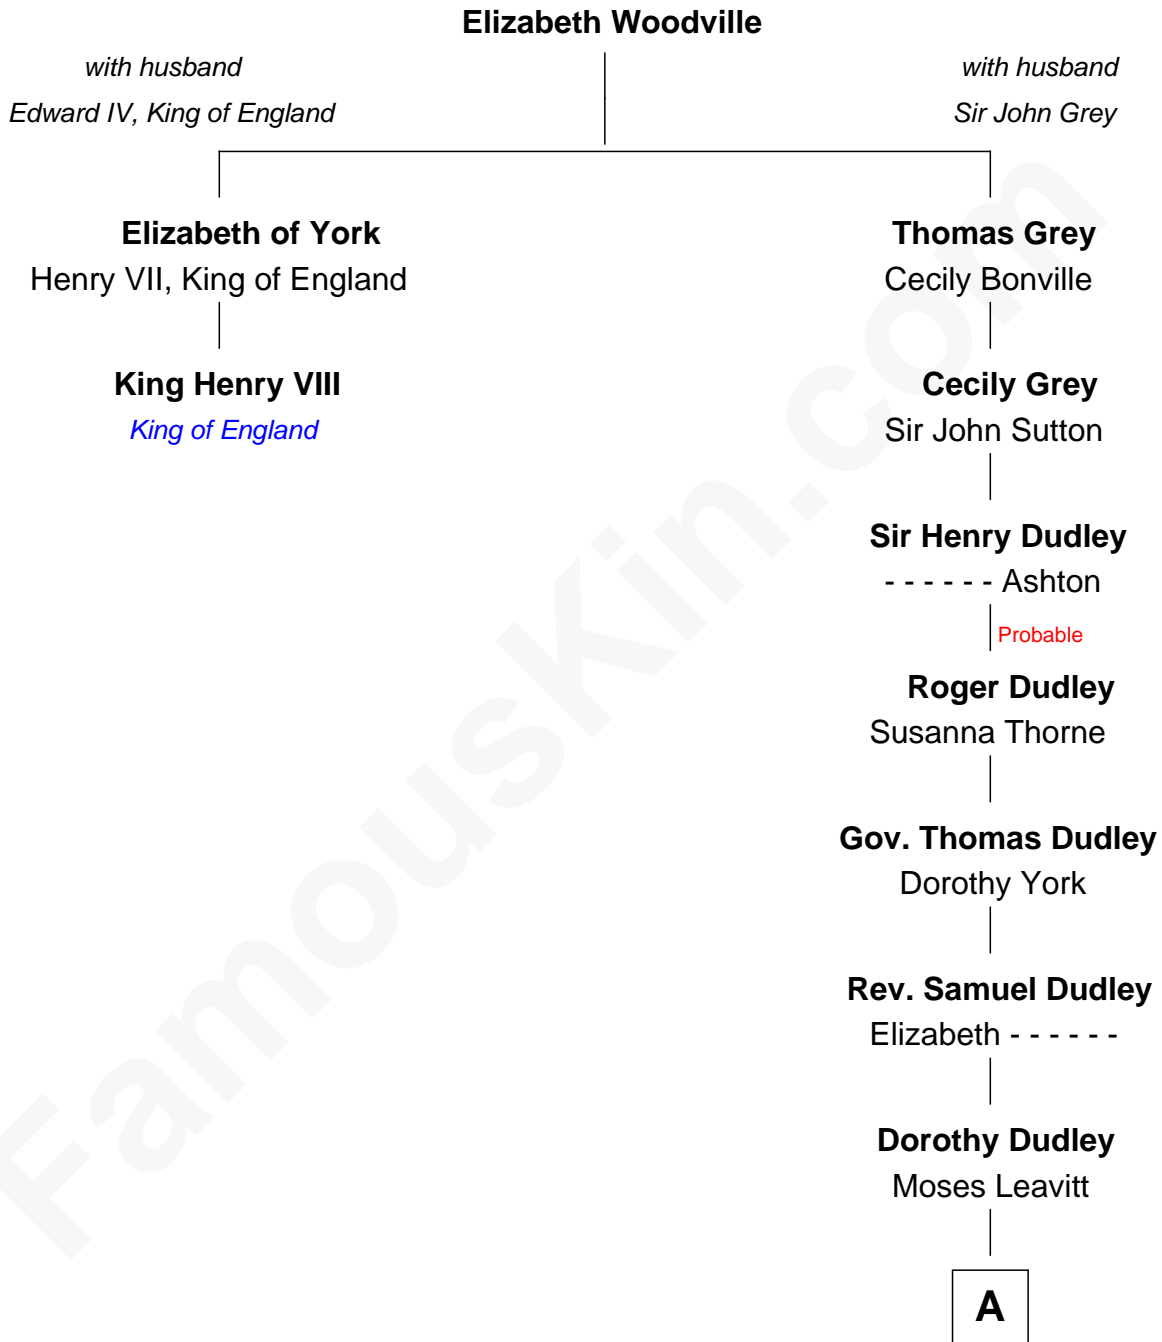 Elizabeth Woodville
with husband
Edward IV, King of England
with husband
Sir John Grey
Elizabeth of York
Henry VII, King of England
King Henry VIII
King of England
Thomas Grey
Cecily Bonville
Cecily Grey
Sir John Sutton
Sir Henry Dudley
- - - - - - Ashton
Probable
Roger Dudley
Susanna Thorne
Gov. Thomas Dudley
Dorothy York
Rev. Samuel Dudley
Elizabeth - - - - - -
Dorothy Dudley
Moses Leavitt
A
FamousKin.com